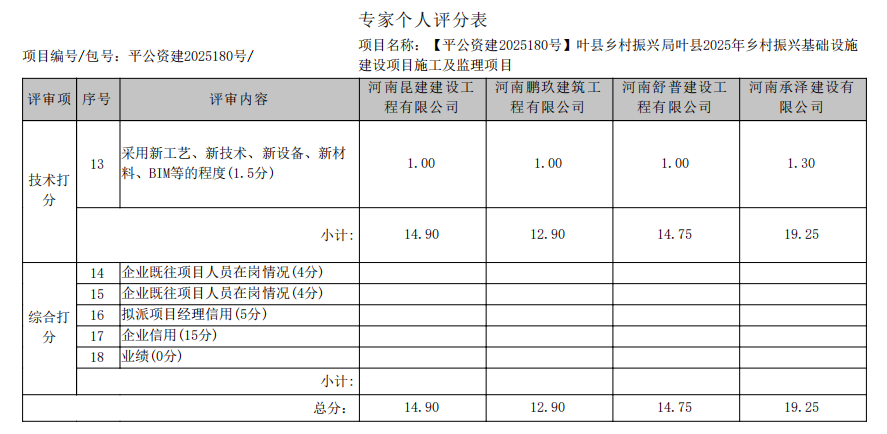 专家个人评分表
项目编号/包号: 平公资建2025180号/
项目名称: 【平公资建2025180号】叶县乡村振兴局叶县2025年乡村振兴基础设施
建设项目施工及监理项目
评审项 序号 评审内容 河南昆建建设工程有限公司 河南鹏玖建筑工程有限公司 河南舒普建设工程有限公司 河南承泽建设有限公司
技术打分
13 采用新工艺、新技术、新设备、新材料、BIM等的程度(1.5分) 1.00 1.00 1.00 1.30
小计: 14.90 12.90 14.75 19.25
综合打分
14 企业既往项目人员在岗情况(4分)
15 企业既往项目人员在岗情况(4分)
16 拟派项目经理信用(5分)
17 企业信用(15分)
18 业绩(0分)
小计:
总分: 14.90 12.90 14.75 19.25